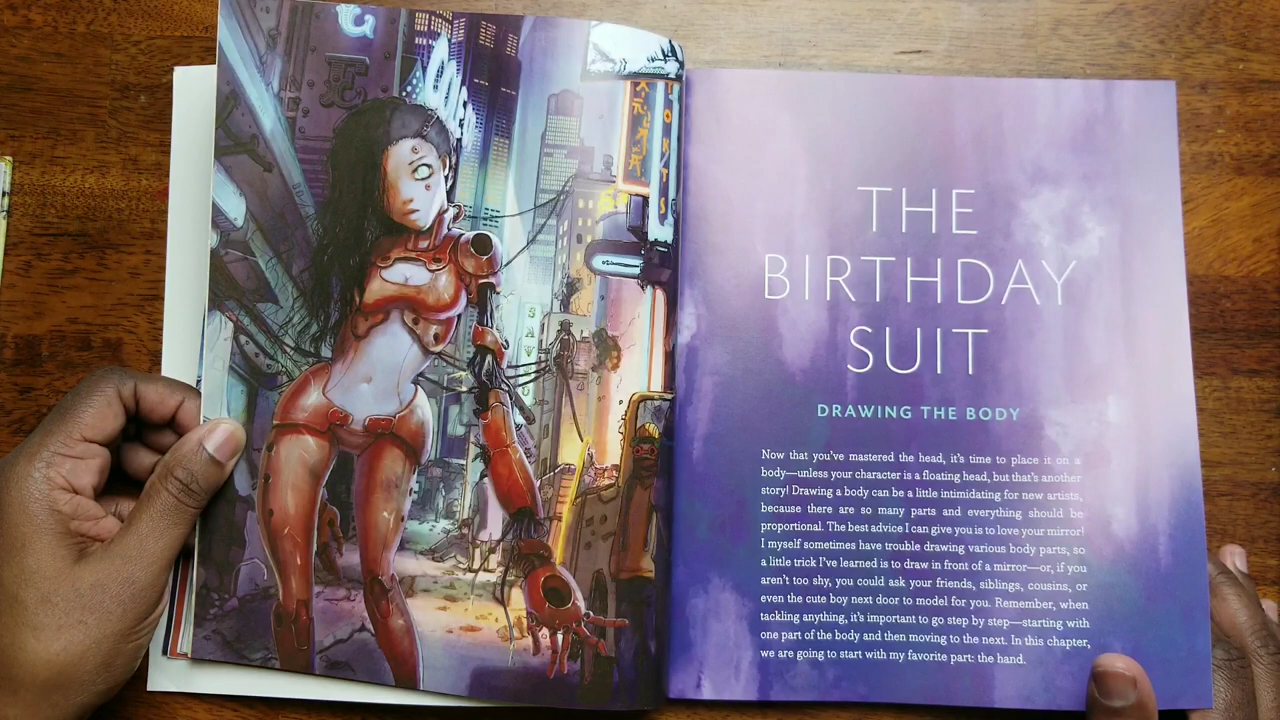 SAVOU
THE
BIRTHDAY
SUIT
DRAWING THE BODY
Now that you've mastered the head, it's time to place it on a
body—unless your character is a floating head, but that's another
story! Drawing a body can be a little intimidating for new artists,
because there are so many parts and everything should be
proportional. The best advice I can give you is to love your mirror!
I myself sometimes have trouble drawing various body parts, so
a little trick I've learned is to draw in front of a mirror—or, if you
aren't too shy, you could ask your friends, siblings, cousins, or
even the cute boy next door to model for you. Remember, when
tackling anything, it's important to go step by step—starting with
one part of the body and then moving to the next. In this chapter,
we are going to start with my favorite part: the hand.